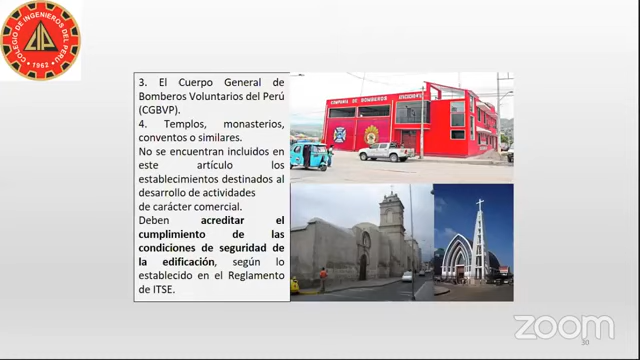 COLEGIO DE INGENIEROS DEL PERU
1962
3. El Cuerpo General de
Bomberos Voluntarios del Perú
(CGBVP).
4. Templos, monasterios,
conventos o similares.
No se encuentran incluidos en
este artículo los
establecimientos destinados al
desarrollo de actividades
de carácter comercial.
Deben acreditar el
cumplimiento de las
condiciones de seguridad de
la edificación, según lo
establecido en el Reglamento
de ITSE.
COMPAÑIA DE BOMBEROS
zoom
30